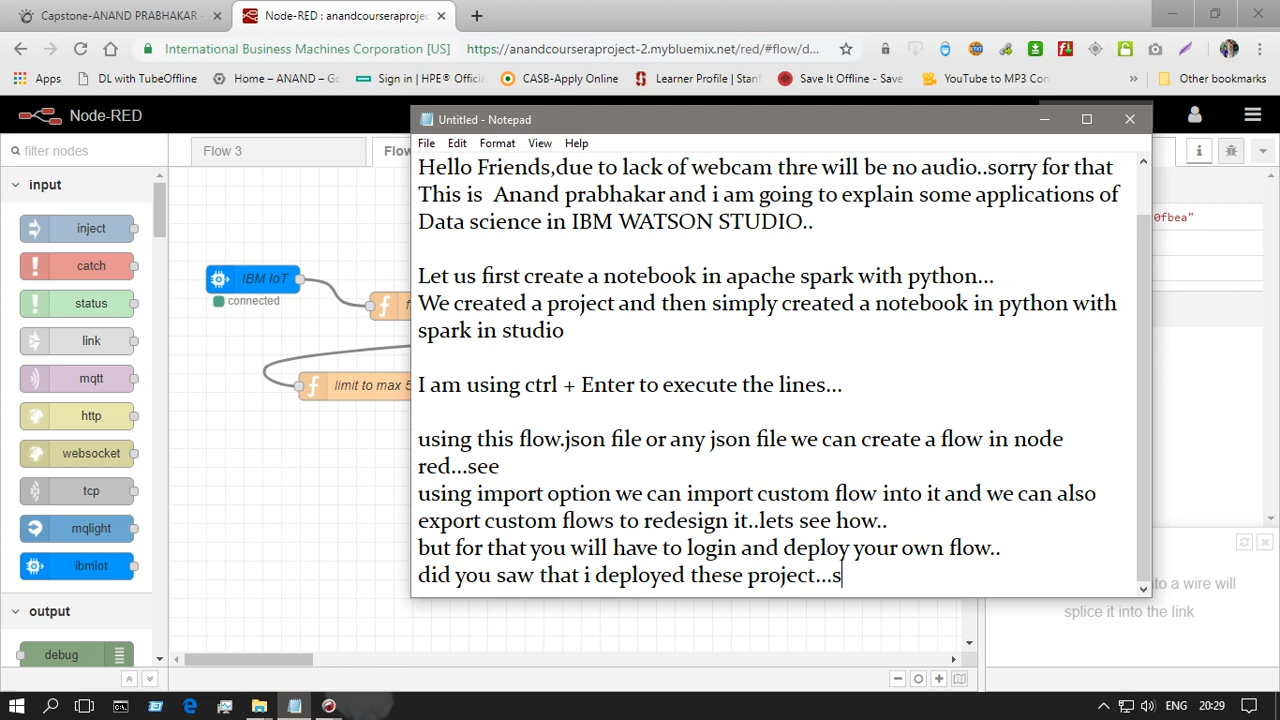 Capstone-ANAND PRABHAKAR -
Node-RED : anandcourseraprojec
International Business Machines Corporation [US]
https://anandcourseraproject-2.mybluemix.net/red/#flow/d...
Apps
DL with TubeOffline
Home – ANAND – Go
Sign in | HPE® Offici
CASB-Apply Online
Learner Profile | Stanf
Save It Offline - Save
YouTube to MP3 Con
»
Other bookmarks
Node-RED
filter nodes
Flow 3
Flow
input
inject
catch
status
link
mqtt
http
websocket
tcp
mqlight
ibmiot
output
debug
IBM IoT
connected
f
limit to max 5
Untitled - Notepad
File Edit Format View Help
Hello Friends,due to lack of webcam thre will be no audio..sorry for that
This is  Anand prabhakar and i am going to explain some applications of
Data science in IBM WATSON STUDIO..
Let us first create a notebook in apache spark with python...
We created a project and then simply created a notebook in python with
spark in studio
I am using ctrl + Enter to execute the lines...
using this flow.json file or any json file we can create a flow in node
red...see
using import option we can import custom flow into it and we can also
export custom flows to redesign it..lets see how..
but for that you will have to login and deploy your own flow..
did you saw that i deployed these project...s
0fbea"
to a wire will
splice it into the link
ENG
20:29